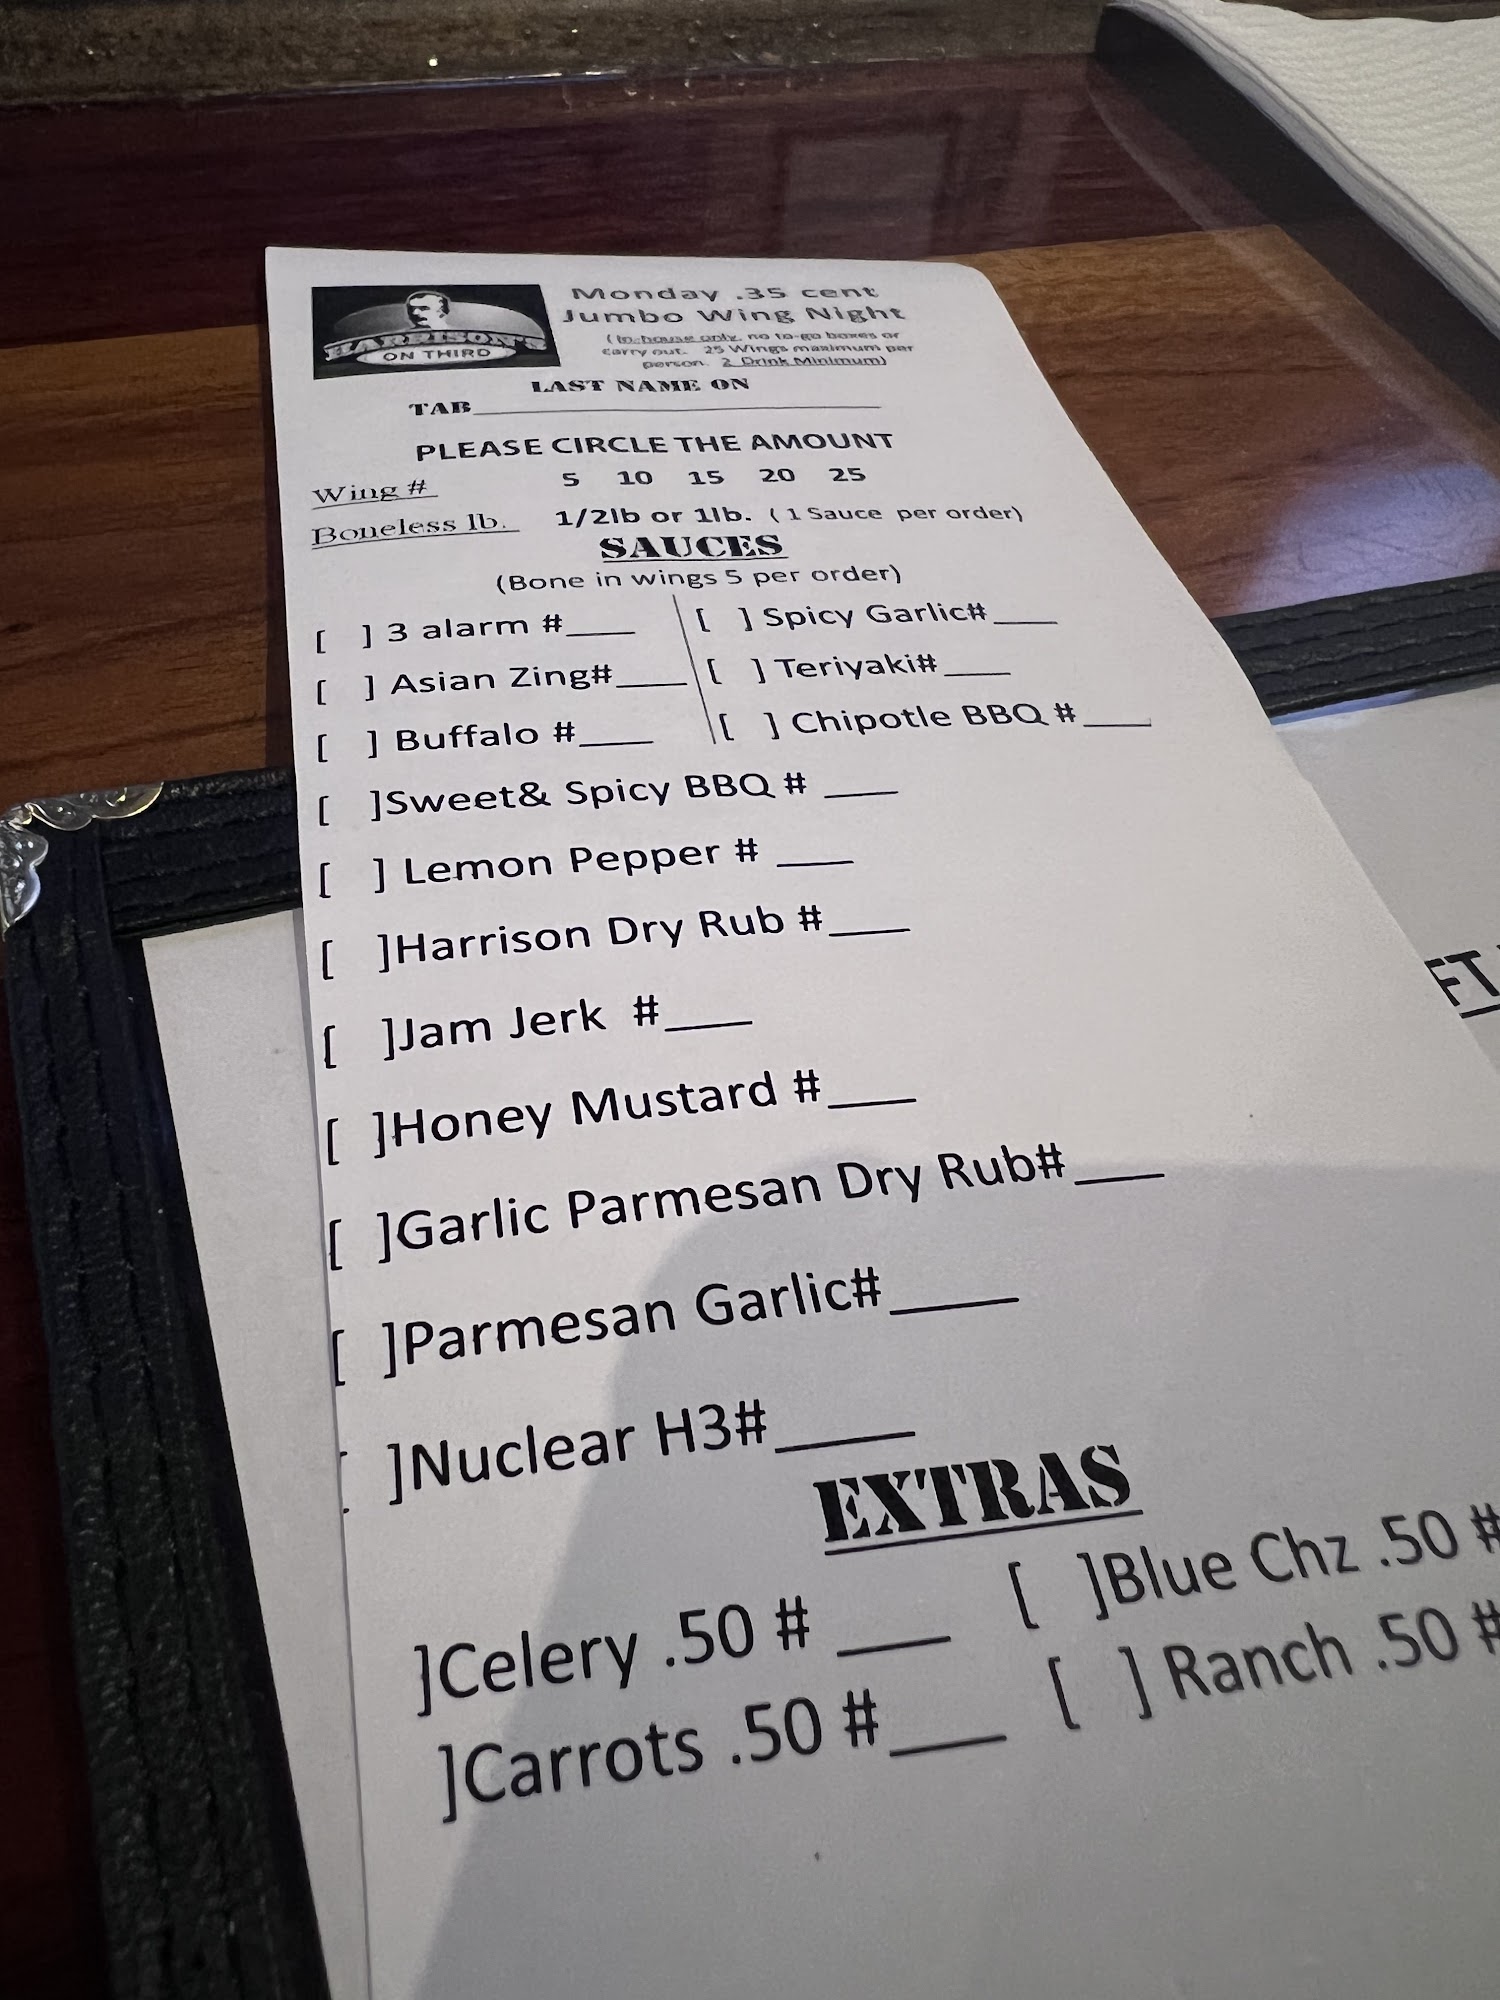 HARRISON'S
ON THIRD
Monday .35 cent
Jumbo Wing Night
(In-house only. no to-go boxes or
carry out. 25 Wings maximum per
person. 2 Drink Minimum)
LAST NAME ON
TAB____
PLEASE CIRCLE THE AMOUNT
Wing # 5 10 15 20 25
Boneless lb. 1/2lb or 1lb. ( 1 Sauce per order)
SAUCES
(Bone in wings 5 per order)
[ ] 3 alarm #____ [ ] Spicy Garlic#____
[ ] Asian Zing#____ [ ] Teriyaki#____
[ ] Buffalo #____ [ ] Chipotle BBQ #____
[ ]Sweet& Spicy BBQ # ____
[ ] Lemon Pepper # ____
[ ]Harrison Dry Rub #____
[ ]Jam Jerk #____
[ ]Honey Mustard #____
[ ]Garlic Parmesan Dry Rub#____
[ ]Parmesan Garlic#____
[ ]Nuclear H3#____
EXTRAS
]Celery .50 # ____ [ ]Blue Chz .50 #
]Carrots .50 #____ [ ] Ranch .50 #
FT